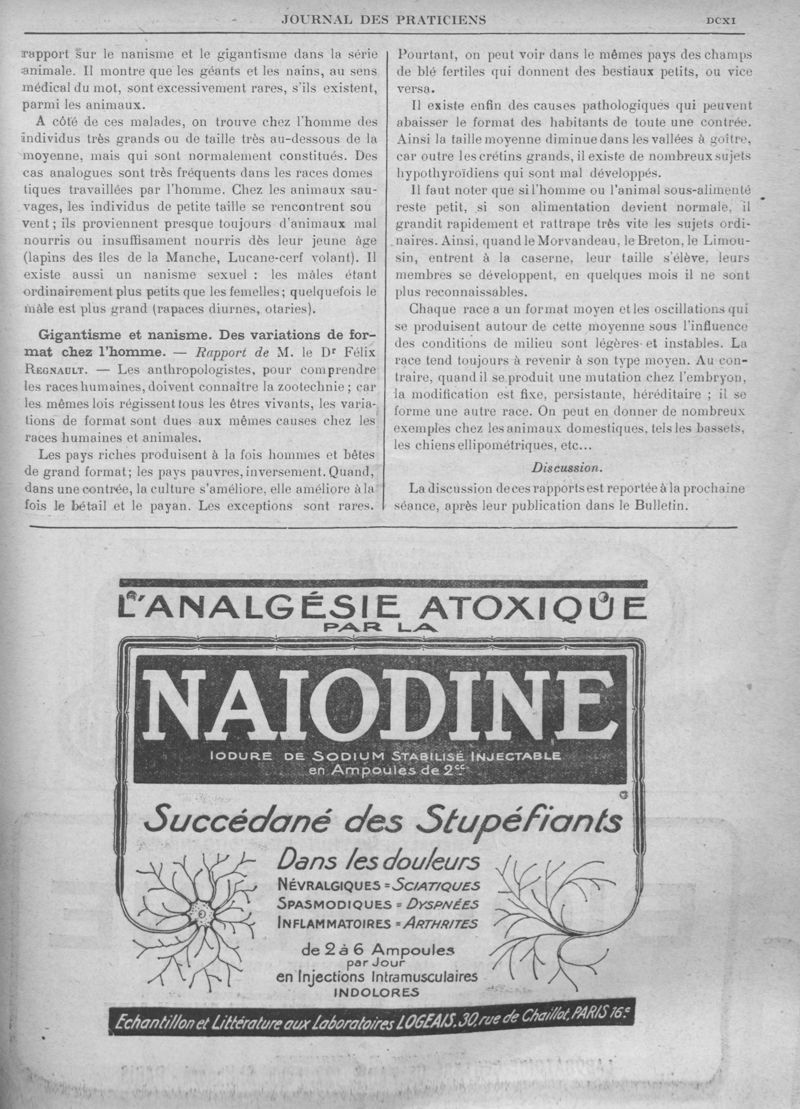 JOURNAL DES PRATICIENS
DCXI
rapport sur le nanisme et le gigantisme dans la série
animale. Il montre que les géants et les nains, au sens
médical du mot, sont excessivement rares, s'ils existent,
parmi les animaux.
A côté de ces malades, on trouve chez l'homme des
individus très grands ou de taille très au-dessous de la
moyenne, mais qui sont normalement constitués. Des
cas analogues sont très fréquents dans les races domes
tiques travaillées par l'homme. Chez les animaux sau-
vages, les individus de petite taille se rencontrent sou
vent ; ils proviennent presque toujours d'animaux mal
nourris ou insuffisament nourris dès leur jeune âge
(lapins des îles de la Manche, Lucane-cerf volant). Il
existe aussi un nanisme sexuel : les mâles étant
ordinairement plus petits que les femelles ; quelquefois le
mâle est plus grand (rapaces diurnes, otaries).
Gigantisme et nanisme. Des variations de for-
mat chez l'homme. — Rapport de M. le Dr Félix
REGNAULT. — Les anthropologistes, pour comprendre
les races humaines, doivent connaître la zootechnie ; car
les mêmes lois régissent tous les êtres vivants, les varia-
tions de format sont dues aux mêmes causes chez les
races humaines et animales.
Les pays riches produisent à la fois hommes et bêtes
de grand format; les pays pauvres, inversement. Quand,
dans une contrée, la culture s'améliore, elle améliore à la
fois le bétail et le payan. Les exceptions sont rares.
Pourtant, on peut voir dans le mêmes pays des champs
de blé fertiles qui donnent des bestiaux petits, ou vice
versa.
Il existe enfin des causes pathologiques qui peuvent
abaisser le format des habitants de toute une contrée.
Ainsi la taille moyenne diminue dans les vallées à goître,
car outre les crétins grands, il existe de nombreux sujets
hypothyroïdiens qui sont mal développés.
Il faut noter que si l'homme ou l'animal sous-alimenté
reste petit, si son alimentation devient normale, il
grandit rapidement et rattrape très vite les sujets ordi-
naires. Ainsi, quand le Morvandeau, le Breton, le Limou-
sin, entrent à la caserne, leur taille s'élève, leurs
membres se développent, en quelques mois il ne sont
plus reconnaissables.
Chaque race a un format moyen et les oscillations qui
se produisent autour de cette moyenne sous l'influence
des conditions de milieu sont légères et instables. La
race tend toujours à revenir à son type moyen. Au con-
traire, quand il se produit une mutation chez l'embryon,
la modification est fixe, persistante, héréditaire ; il se
forme une autre race. On peut en donner de nombreux
exemples chez les animaux domestiques, tels les bassets,
les chiens ellipométriques, etc...
Discussion.
La discussion de ces rapports est reportée à la prochaine
séance, après leur publication dans le Bulletin.
L'ANALGÉSIE ATOXIQUE
PAR LA
NAIODINE
IODURE DE SODIUM STABILISÉ INJECTABLE
en Ampoules de 2cc
Succédané des Stupéfiants
Dans les douleurs
NÉVRALGIQUES = SCIATIQUES
SPASMODIQUES = DYSPNÉES
INFLAMMATOIRES = ARTHRITES
de 2 à 6 Ampoules
par Jour
en Injections Intramusculaires
INDOLORES
Echantillon et Littérature aux Laboratoires LOGEAIS, 30, rue de Chaillot, PARIS 16e